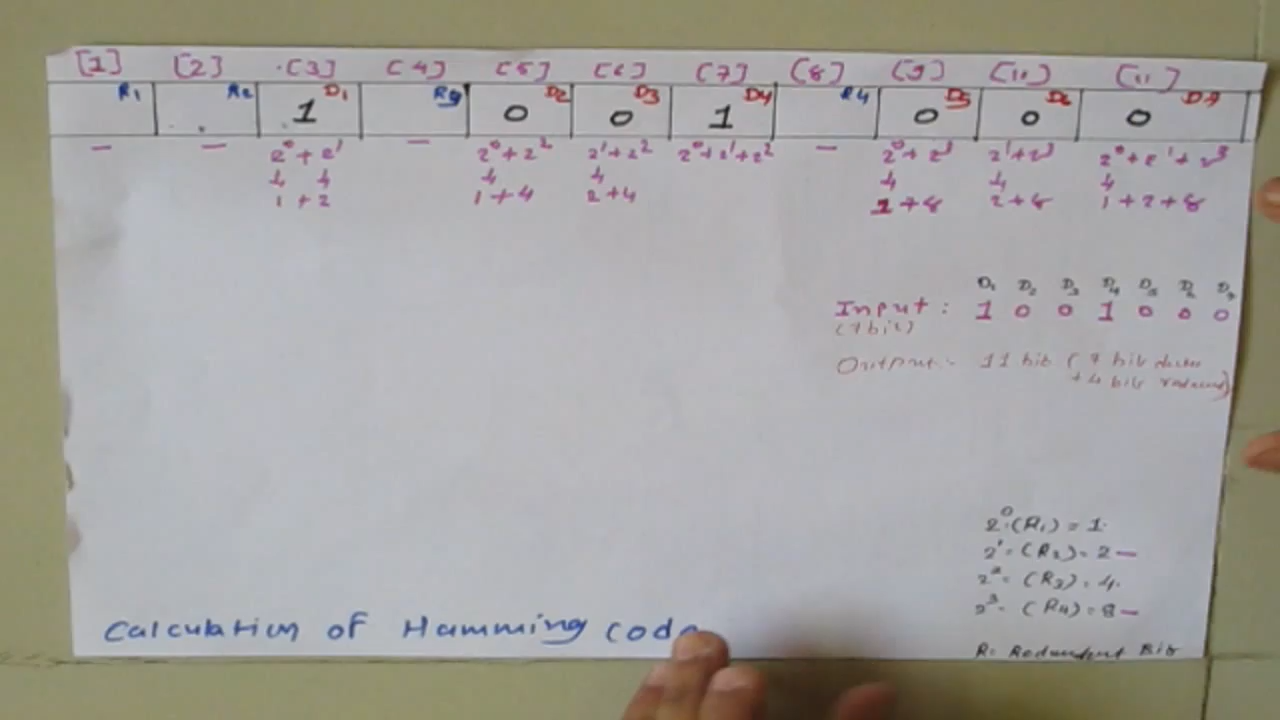 [1] [2] [3] [4] [5] [6] [7] [8] [9] [10] [11]
R1 R2 D1 R3 D2 D3 D4 R4 D5 D6 D7
1 0 0 1 0 0 0
— — 2⁰+2¹ — 2⁰+2² 2¹+2² 2⁰+2¹+2² — 2⁰+2³ 2¹+2³ 2⁰+2¹+2³
1+2 1+4 2+4 1+8 2+8 1+2+8
D1 D2 D3 D4 D5 D6 D7
Input: 1 0 0 1 0 0 0
(7 bit)
Output:- 11 bit (7 bit
+4 bit
2⁰-(R1) = 1
2¹=(R2)=2—
2²=(R3)=4
2³=(R4)=8—
Calculation of Hamming code
R= Redundent Bit